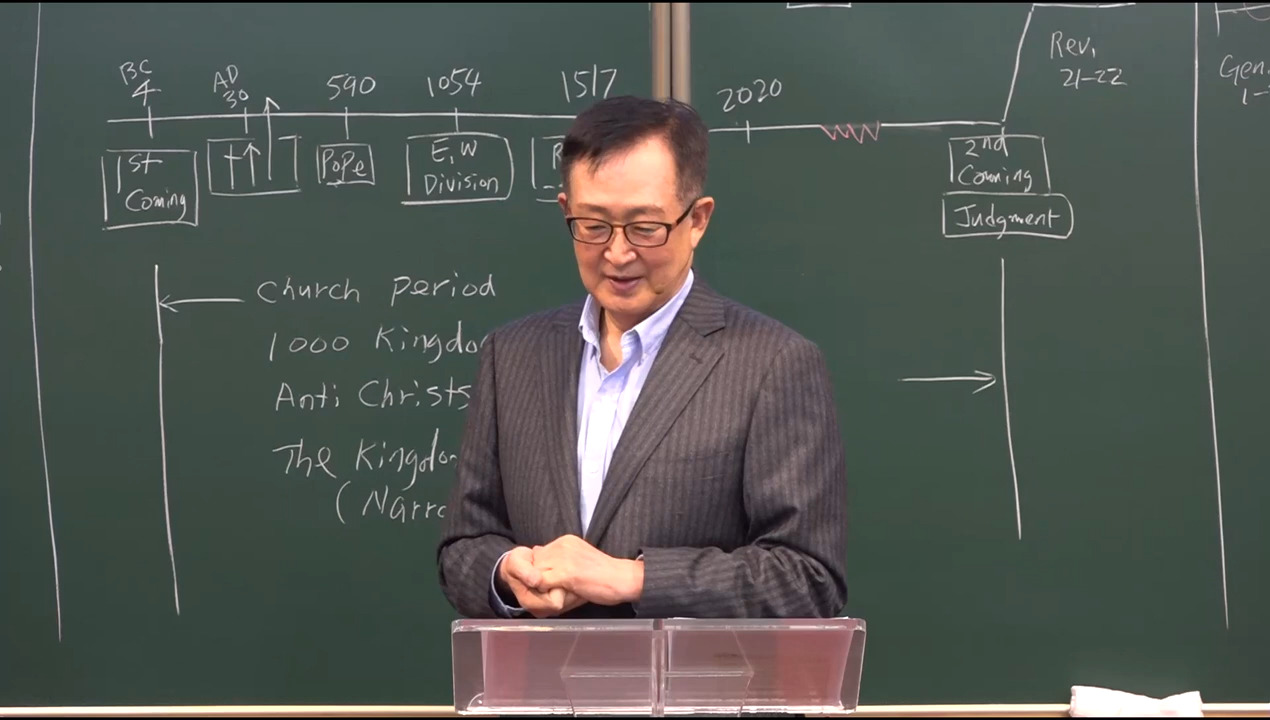 BC
4
AD
30
590
1054
1517
2020
Rev.
21-22
Gen.
1st
Coming
PoPe
E, W
Division
2nd
Coming
Judgment
Church period
1000
Anti Christs
The